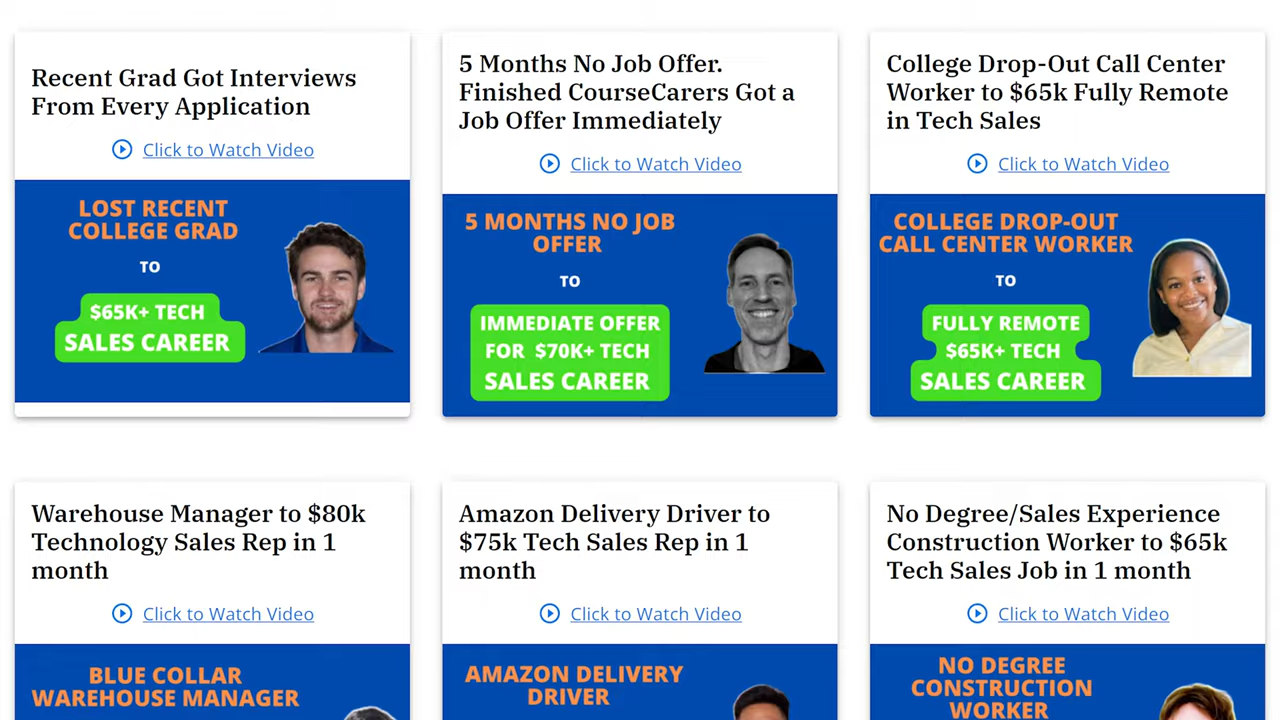 Recent Grad Got Interviews
From Every Application
Click to Watch Video
LOST RECENT
COLLEGE GRAD
TO
$65K+ TECH
SALES CAREER
5 Months No Job Offer.
Finished CourseCarers Got a
Job Offer Immediately
Click to Watch Video
5 MONTHS NO JOB
OFFER
TO
IMMEDIATE OFFER
FOR $70K+ TECH
SALES CAREER
College Drop-Out Call Center
Worker to $65k Fully Remote
in Tech Sales
Click to Watch Video
COLLEGE DROP-OUT
CALL CENTER WORKER
TO
FULLY REMOTE
$65K+ TECH
SALES CAREER
Warehouse Manager to $80k
Technology Sales Rep in 1
month
Click to Watch Video
BLUE COLLAR
WAREHOUSE MANAGER
Amazon Delivery Driver to
$75k Tech Sales Rep in 1
month
Click to Watch Video
AMAZON DELIVERY
DRIVER
No Degree/Sales Experience
Construction Worker to $65k
Tech Sales Job in 1 month
Click to Watch Video
NO DEGREE
CONSTRUCTION
WORKER